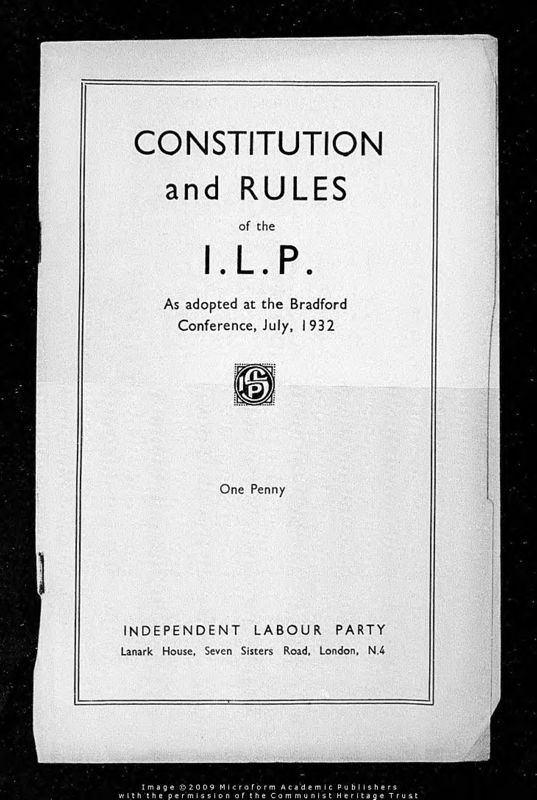 CONSTITUTION
and RULES
of the
I.L.P.
As adopted at the Bradford
Conference, July, 1932
ILP
One Penny
INDEPENDENT LABOUR PARTY
Lanark House, Seven Sisters Road, London, N.4
Image ©2009 Microform Academic Publishers
with the permission of the Communist Heritage Trust